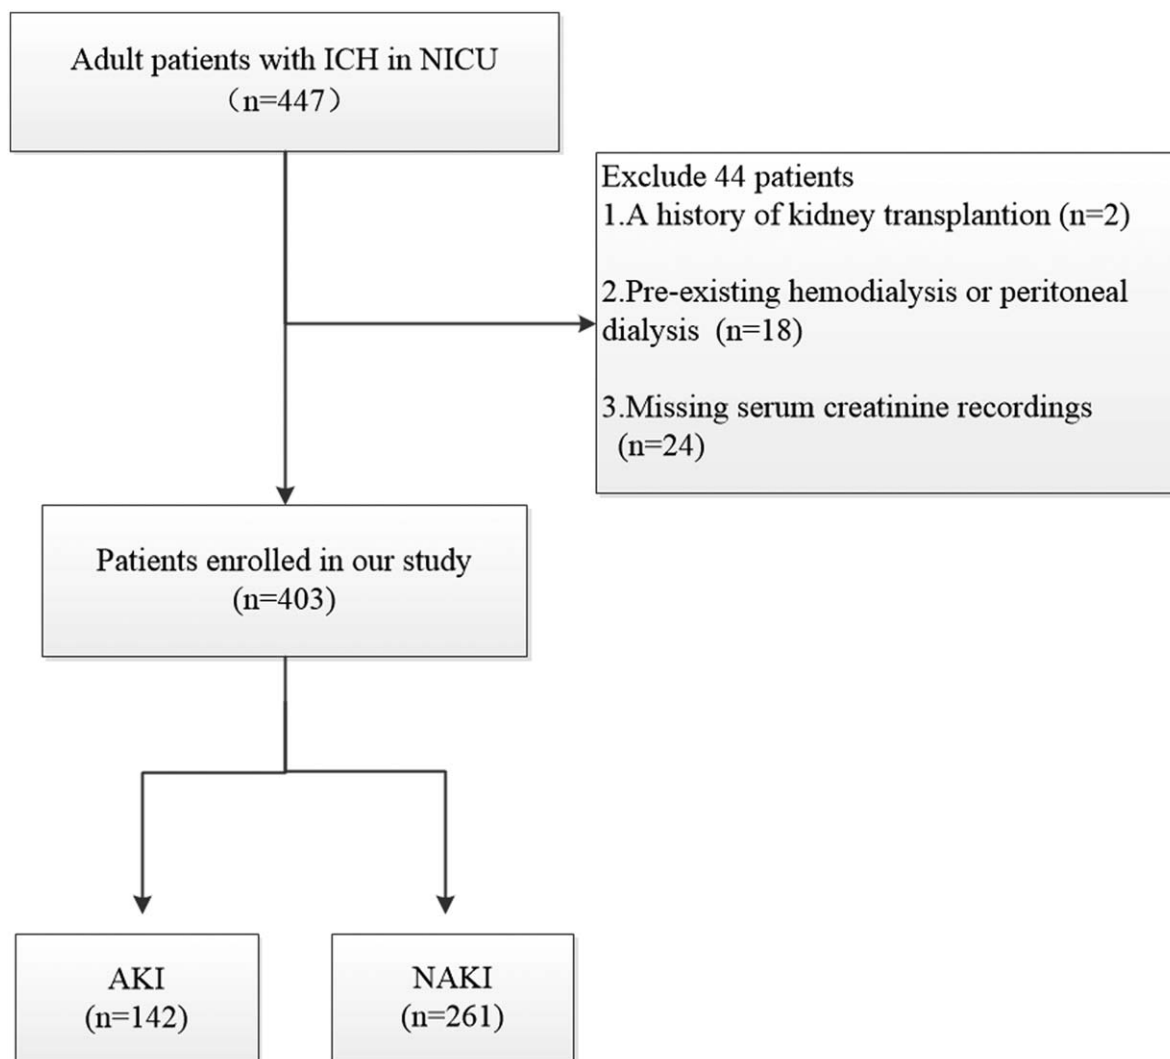 Adult patients with ICH in NICU
（n=447）
Exclude 44 patients
1.A history of kidney transplantion (n=2)
2.Pre-existing hemodialysis or peritoneal
dialysis  (n=18)
3.Missing serum creatinine recordings
(n=24)
Patients enrolled in our study
(n=403)
AKI
(n=142)
NAKI
(n=261)